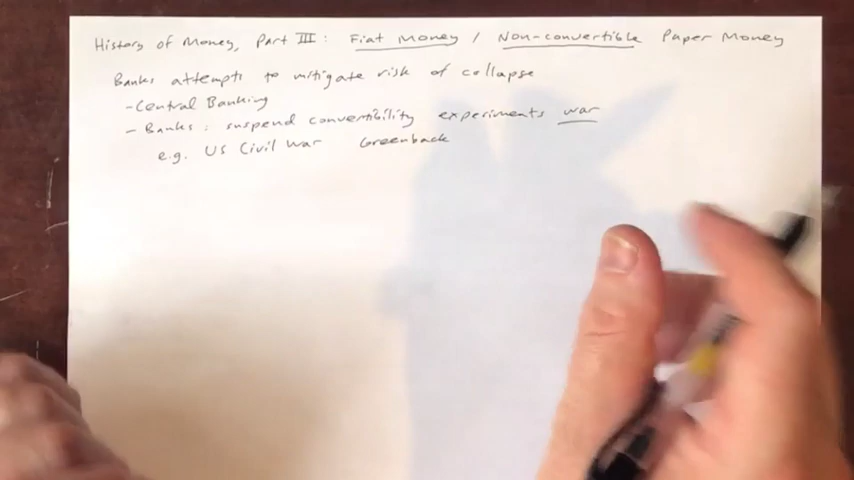 History of Money, Part III: Fiat Money / Non-convertible Paper Money
Banks attempts to mitigate risk of collapse
- Central Banking
- Banks: suspend convertibility experiments war
e.g. US Civil War Greenback